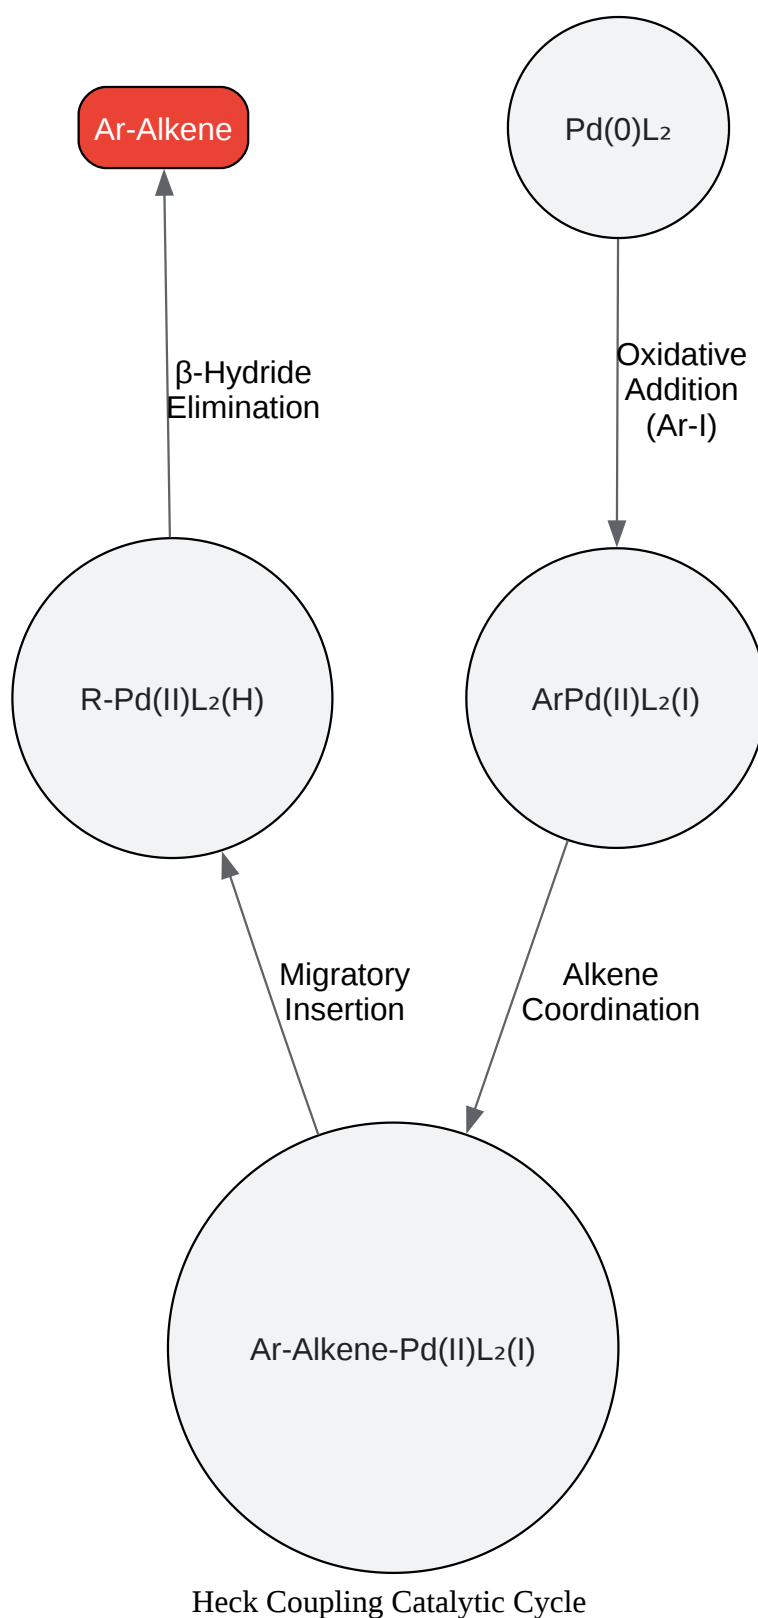 Ar-Alkene
Pd(0)L₂
β-Hydride
Elimination
Oxidative
Addition
(Ar-I)
R-Pd(II)L₂(H)
ArPd(II)L₂(I)
Migratory
Insertion
Alkene
Coordination
Ar-Alkene-Pd(II)L₂(I)
Heck Coupling Catalytic Cycle